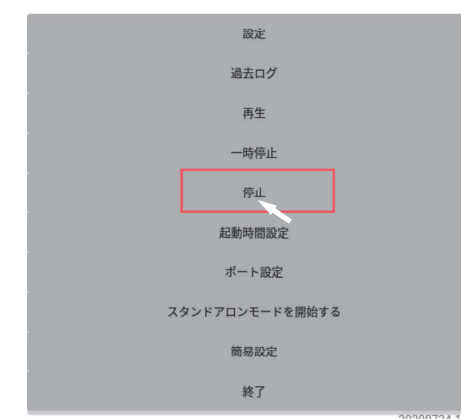 設定
過去ログ
再生
一時停止
停止
起動時間設定
ポート設定
スタンドアロンモードを開始する
簡易設定
終了